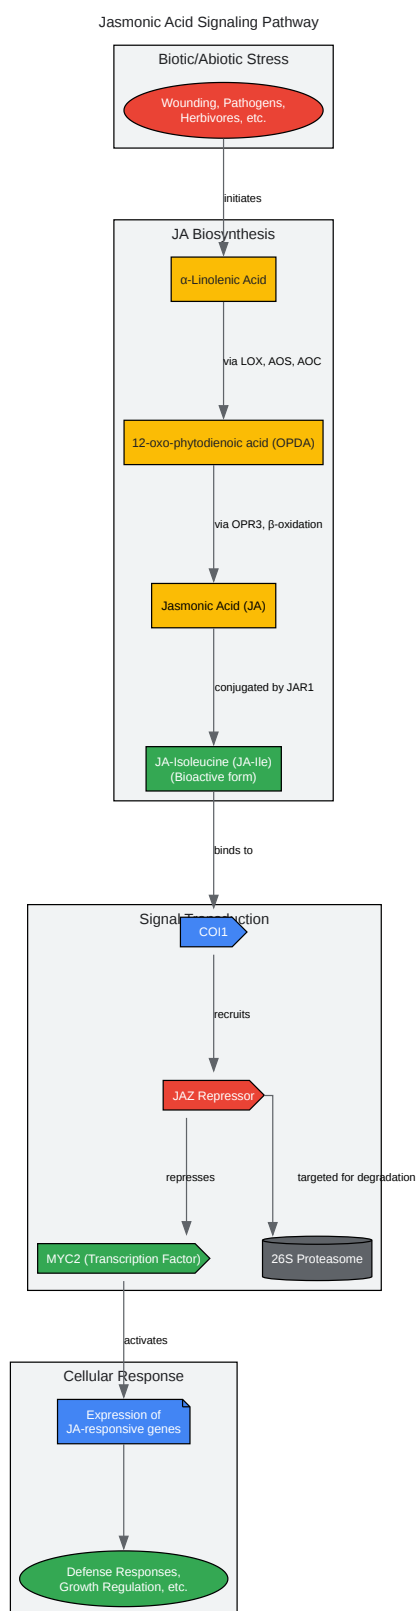 Jasmonic Acid Signaling Pathway
Biotic/Abiotic Stress
Wounding, Pathogens,
Herbivores, etc.
initiates
JA Biosynthesis
α-Linolenic Acid
via LOX, AOS, AOC
12-oxo-phytodienoic acid (OPDA)
via OPR3, β-oxidation
Jasmonic Acid (JA)
conjugated by JAR1
JA-Isoleucine (JA-Ile)
(Bioactive form)
binds to
Signal Transduction
COI1
recruits
JAZ Repressor
represses
targeted for degradation
MYC2 (Transcription Factor)
26S Proteasome
activates
Cellular Response
Expression of
JA-responsive genes
Defense Responses,
Growth Regulation, etc.